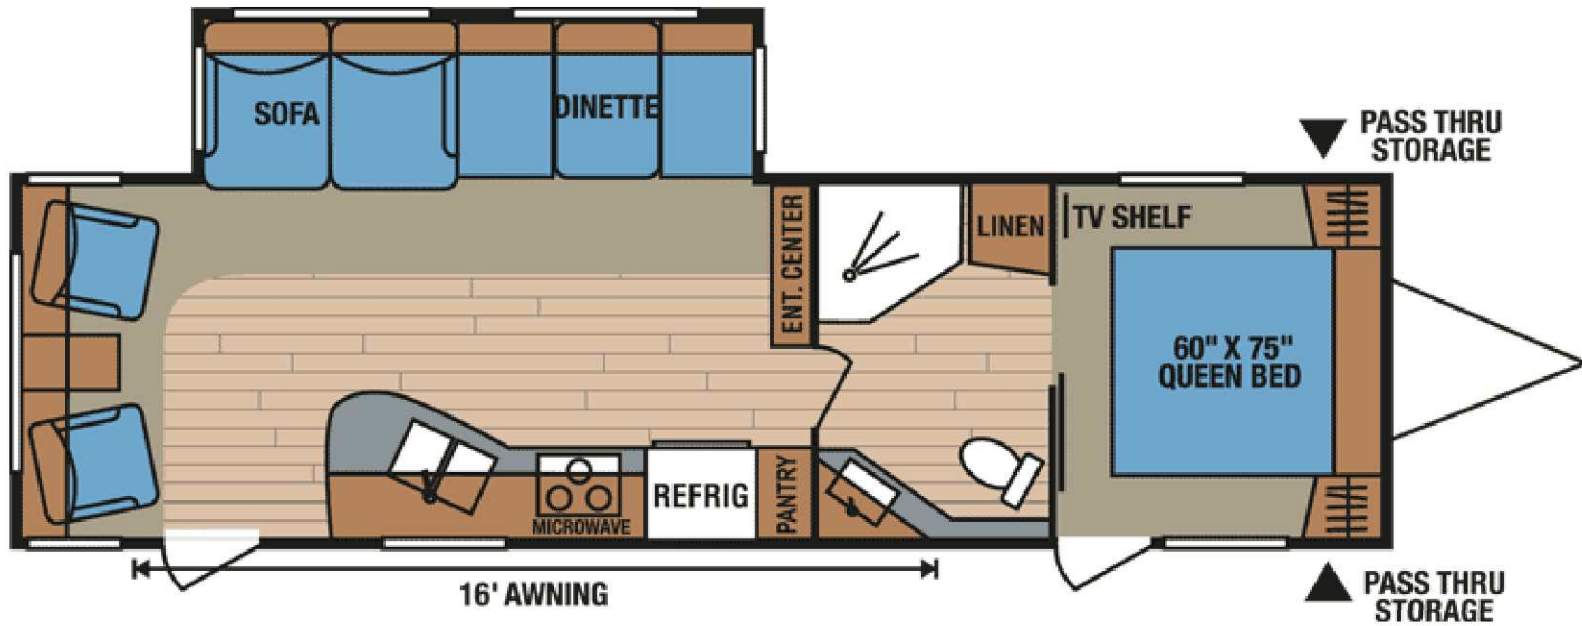 SOFA
DINETTE
PASS THRU
STORAGE
ENT. CENTER
LINEN
TV SHELF
60" X 75"
QUEEN BED
REFRIG
PANTRY
MICROWAVE
16' AWNING
PASS THRU
STORAGE